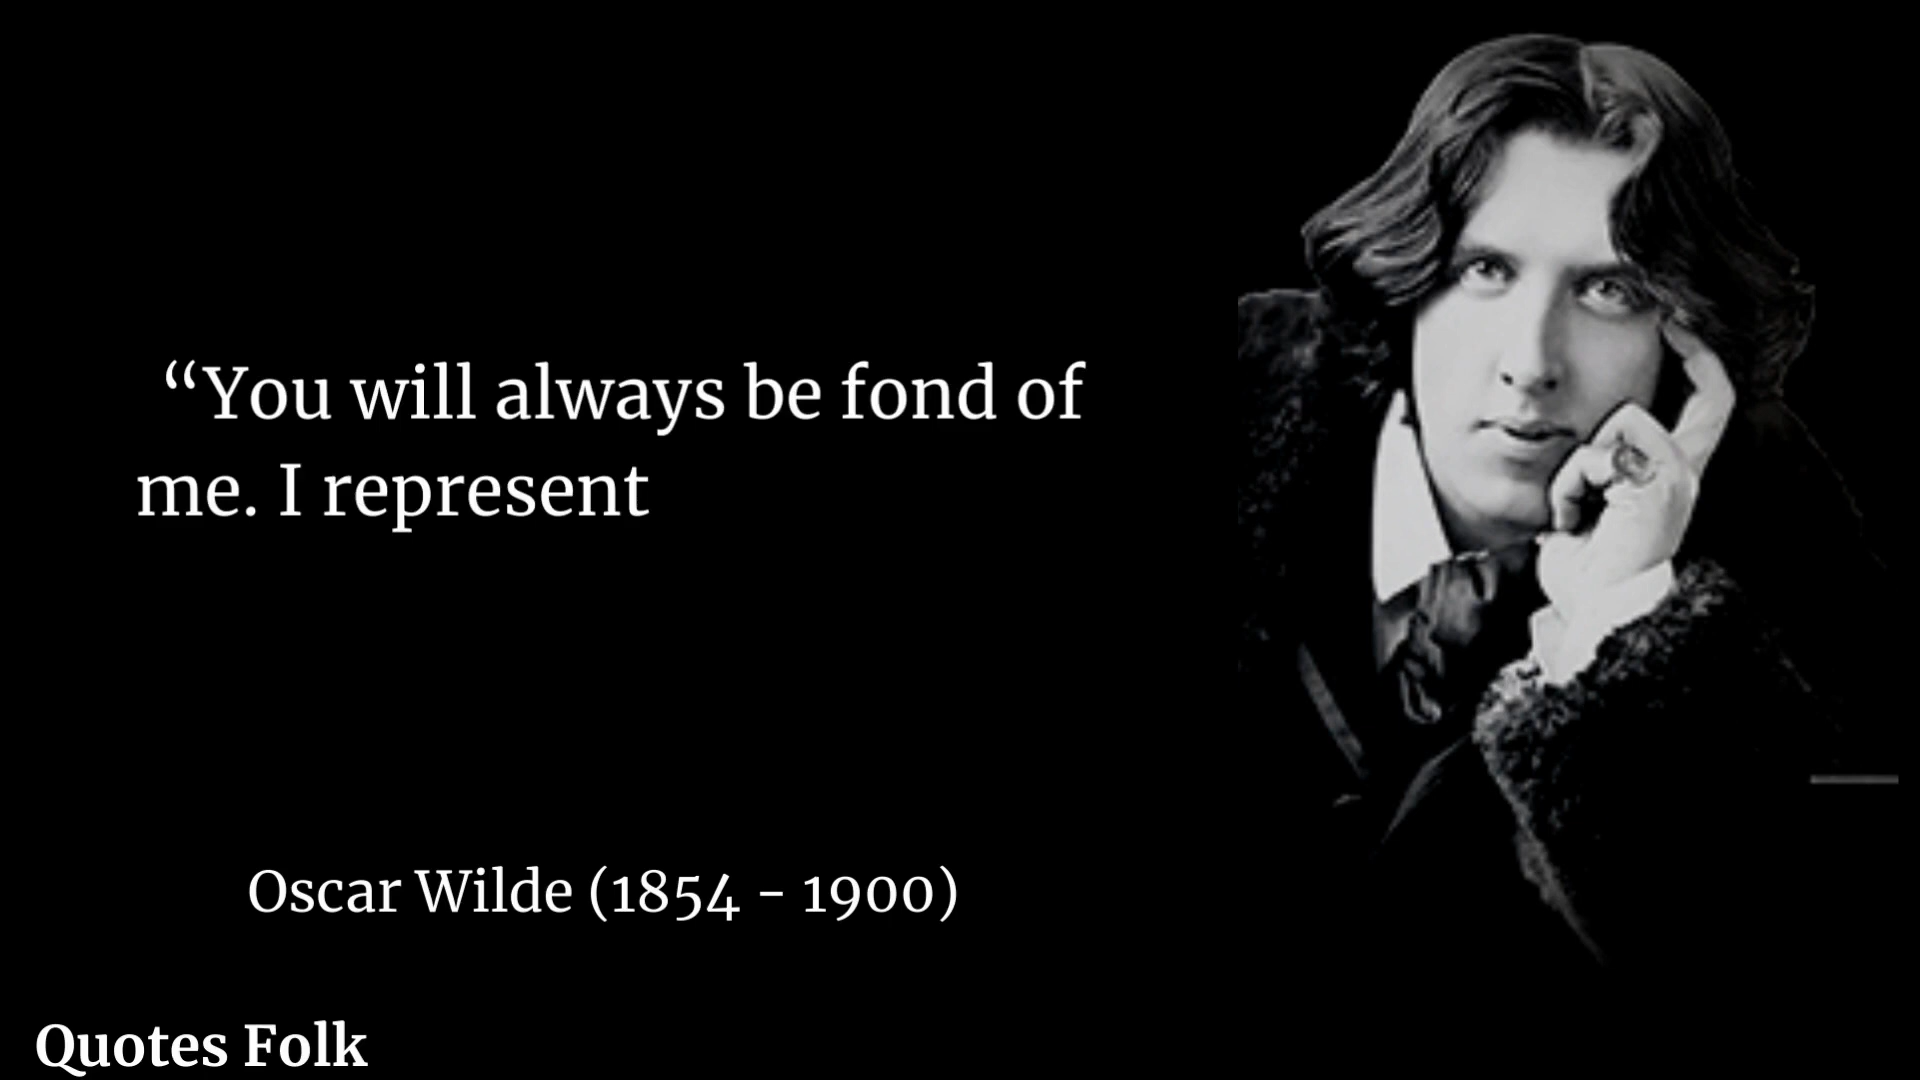 “You will always be fond of
me. I represent
Oscar Wilde (1854 - 1900)
Quotes Folk